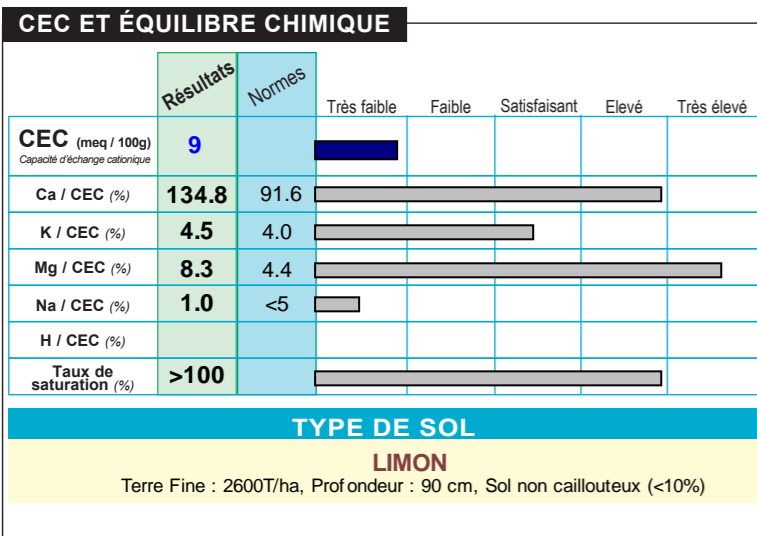 CEC ET ÉQUILIBRE CHIMIQUE
Résultats Normes Très faible Faible Satisfaisant Elevé Très élevé
CEC (meq / 100g) 9
Capacité d'échange cationique
Ca / CEC (%) 134.8 91.6
K / CEC (%) 4.5 4.0
Mg / CEC (%) 8.3 4.4
Na / CEC (%) 1.0 <5
H / CEC (%)
Taux de saturation (%) >100
TYPE DE SOL
LIMON
Terre Fine : 2600T/ha, Profondeur : 90 cm, Sol non caillouteux (<10%)